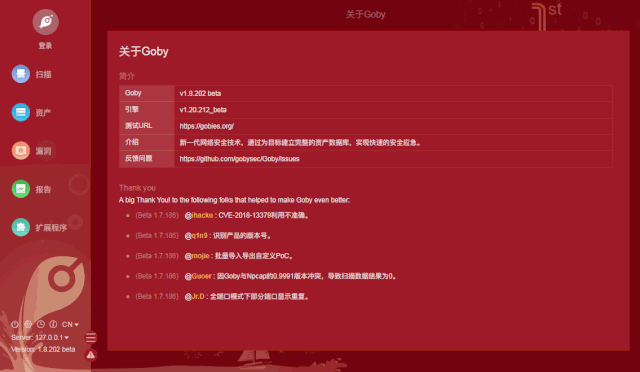 关于Goby
1st
登录
扫描
资产
漏洞
报告
扩展程序
CN
Server: 127.0.0.1
Version: 1.8.202 beta
关于Goby
简介
Goby v1.8.202 beta
引擎 v1.20.212_beta
测试URL https://gobies.org/
介绍 新一代网络安全技术，通过为目标建立完整的资产数据库，实现快速的安全应急。
反馈问题 https://github.com/gobysec/Goby/issues
Thank you
A big Thank You! to the following folks that helped to make Goby even better:
(Beta 1.7.186) @ihacku : CVE-2018-13379利用不准确。
(Beta 1.7.185) @q1n9 : 识别产品的版本号。
(Beta 1.7.185) @mojie : 批量导入导出自定义PoC。
(Beta 1.7.185) @Guoer : 因Goby与Npcap的0.9991版本冲突，导致扫描数据结果为0。
(Beta 1.7.185) @Jr.D : 全端口模式下部分端口显示重复。